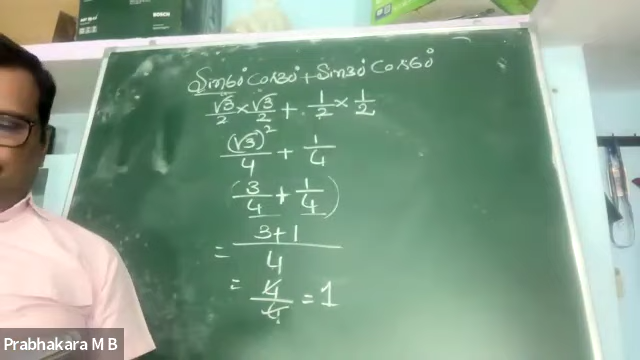 BOSCH
Sin60° Cos30° + Sin30° Cos60°
√3/2 × √3/2 + 1/2 × 1/2
(√3)²/4 + 1/4
(3/4 + 1/4)
= 3+1/4
= 4/4 = 1
Prabhakara M B